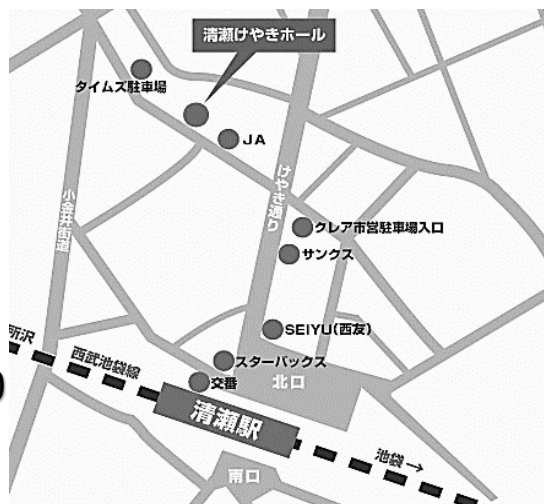 清瀬けやきホール
タイムズ駐車場
JA
けやき通り
小金井街道
クレア市営駐車場入口
サンクス
SEIYU(西友)
所沢
西武池袋線
スターバックス
交番
北口
清瀬駅
池袋→
南口